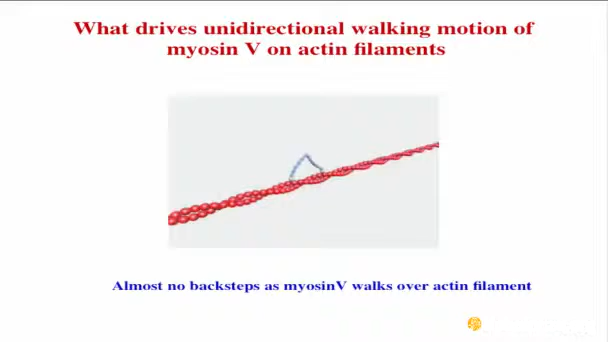 What drives unidirectional walking motion of
myosin V on actin filaments
Almost no backsteps as myosinV walks over actin filament